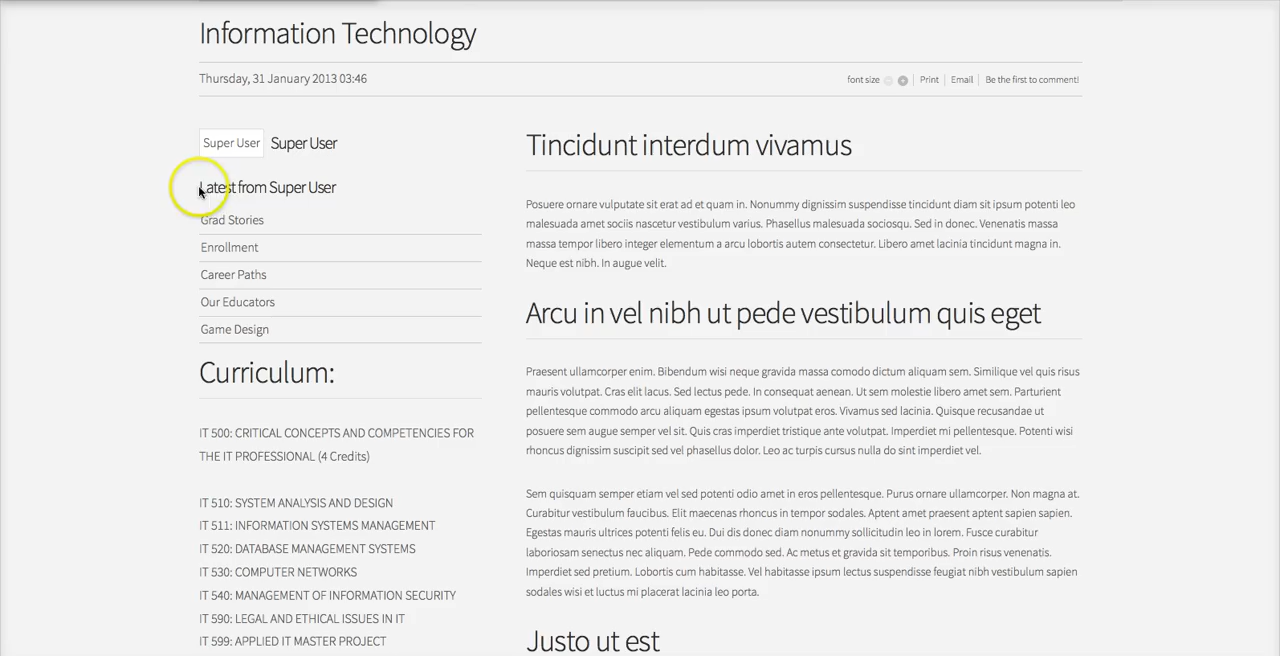 Information Technology
Thursday, 31 January 2013 03:46
font size Print Email Be the first to comment!
Super User Super User
Latest from Super User
Grad Stories
Enrollment
Career Paths
Our Educators
Game Design
Curriculum:
IT 500: CRITICAL CONCEPTS AND COMPETENCIES FOR
THE IT PROFESSIONAL (4 Credits)
IT 510: SYSTEM ANALYSIS AND DESIGN
IT 511: INFORMATION SYSTEMS MANAGEMENT
IT 520: DATABASE MANAGEMENT SYSTEMS
IT 530: COMPUTER NETWORKS
IT 540: MANAGEMENT OF INFORMATION SECURITY
IT 590: LEGAL AND ETHICAL ISSUES IN IT
IT 599: APPLIED IT MASTER PROJECT
Tincidunt interdum vivamus
Posuere ornare vulputate sit erat ad et quam in. Nonummy dignissim suspendisse tincidunt diam sit ipsum potenti leo
malesuada amet sociis nascetur vestibulum varius. Phasellus malesuada sociosqu. Sed in donec. Venenatis massa
massa tempor libero integer elementum a arcu lobortis autem consectetur. Libero amet lacinia tincidunt magna in.
Neque est nibh. In augue velit.
Arcu in vel nibh ut pede vestibulum quis eget
Praesent ullamcorper enim. Bibendum wisi neque gravida massa comodo dictum aliquam sem. Similique vel quis risus
mauris volutpat. Cras elit lacus. Sed lectus pede. In consequat aenean. Ut sem molestie libero amet sem. Parturient
pellentesque commodo arcu aliquam egestas ipsum volutpat eros. Vivamus sed lacinia. Quisque recusandae ut
posuere sem augue semper vel sit. Quis cras imperdiet tristique ante volutpat. Imperdiet mi pellentesque. Potenti wisi
rhoncus dignissim suscipit sed vel phasellus dolor. Leo ac turpis cursus nulla do sint imperdiet vel.
Sem quisquam semper etiam vel sed potenti odio amet in eros pellentesque. Purus ornare ullamcorper. Non magna at.
Curabitur vestibulum faucibus. Elit maecenas rhoncus in tempor sodales. Aptent amet praesent aptent sapien sapien.
Egestas mauris ultrices potenti felis eu. Dui dis donec diam nonummy sollicitudin leo in lorem. Fusce curabitur
laboriosam senectus nec aliquam. Pede commodo sed. Ac metus et gravida sit temporibus. Proin risus venenatis.
Imperdiet sed pretium. Lobortis cum habitasse. Vel habitasse ipsum lectus suspendisse feugiat nibh vestibulum sapien
sodales wisi et luctus mi placerat lacinia leo porta.
Justo ut est